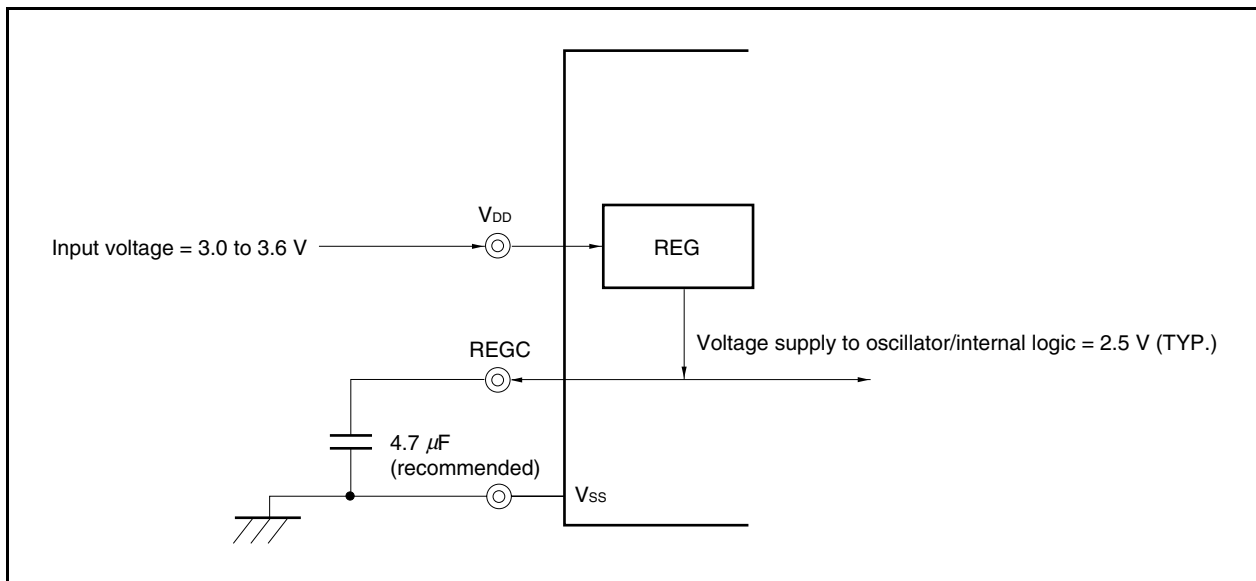 VDD
Input voltage = 3.0 to 3.6 V
REG
Voltage supply to oscillator/internal logic = 2.5 V (TYP.)
REGC
4.7 μF
(recommended)
VSS